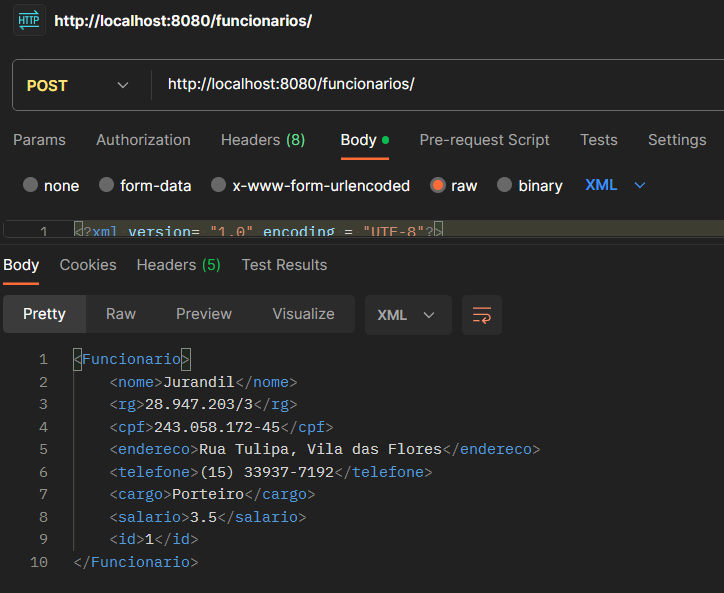 HTTP http://localhost:8080/funcionarios/
POST http://localhost:8080/funcionarios/
Params Authorization Headers (8) Body Pre-request Script Tests Settings
none form-data x-www-form-urlencoded raw binary XML
1 <?xml version= "1.0" encoding = "UTF-8"?>
Body Cookies Headers (5) Test Results
Pretty Raw Preview Visualize XML
1 <Funcionario>
2 <nome>Jurandil</nome>
3 <rg>28.947.203/3</rg>
4 <cpf>243.058.172-45</cpf>
5 <endereco>Rua Tulipa, Vila das Flores</endereco>
6 <telefone>(15) 33937-7192</telefone>
7 <cargo>Porteiro</cargo>
8 <salario>3.5</salario>
9 <id>1</id>
10 </Funcionario>